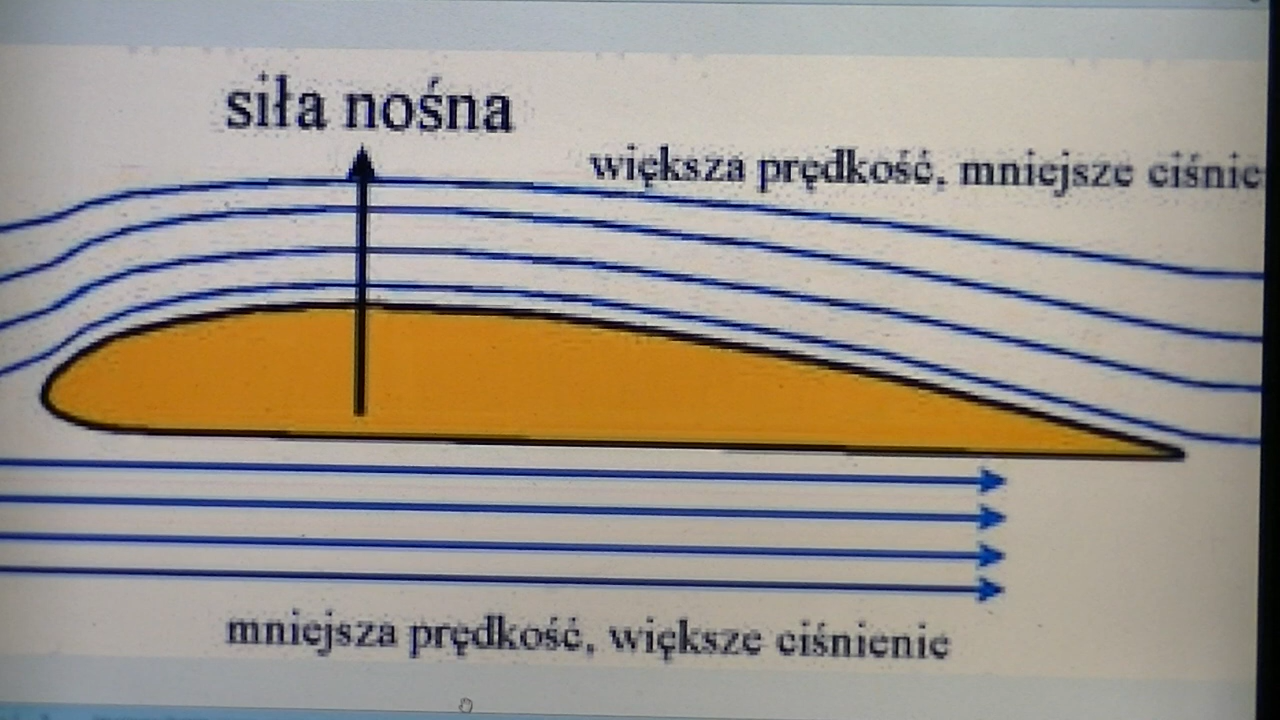 siła nośna
większa prędkość, mniejsze ciśnie
mniejsza prędkość, większe ciśnienie